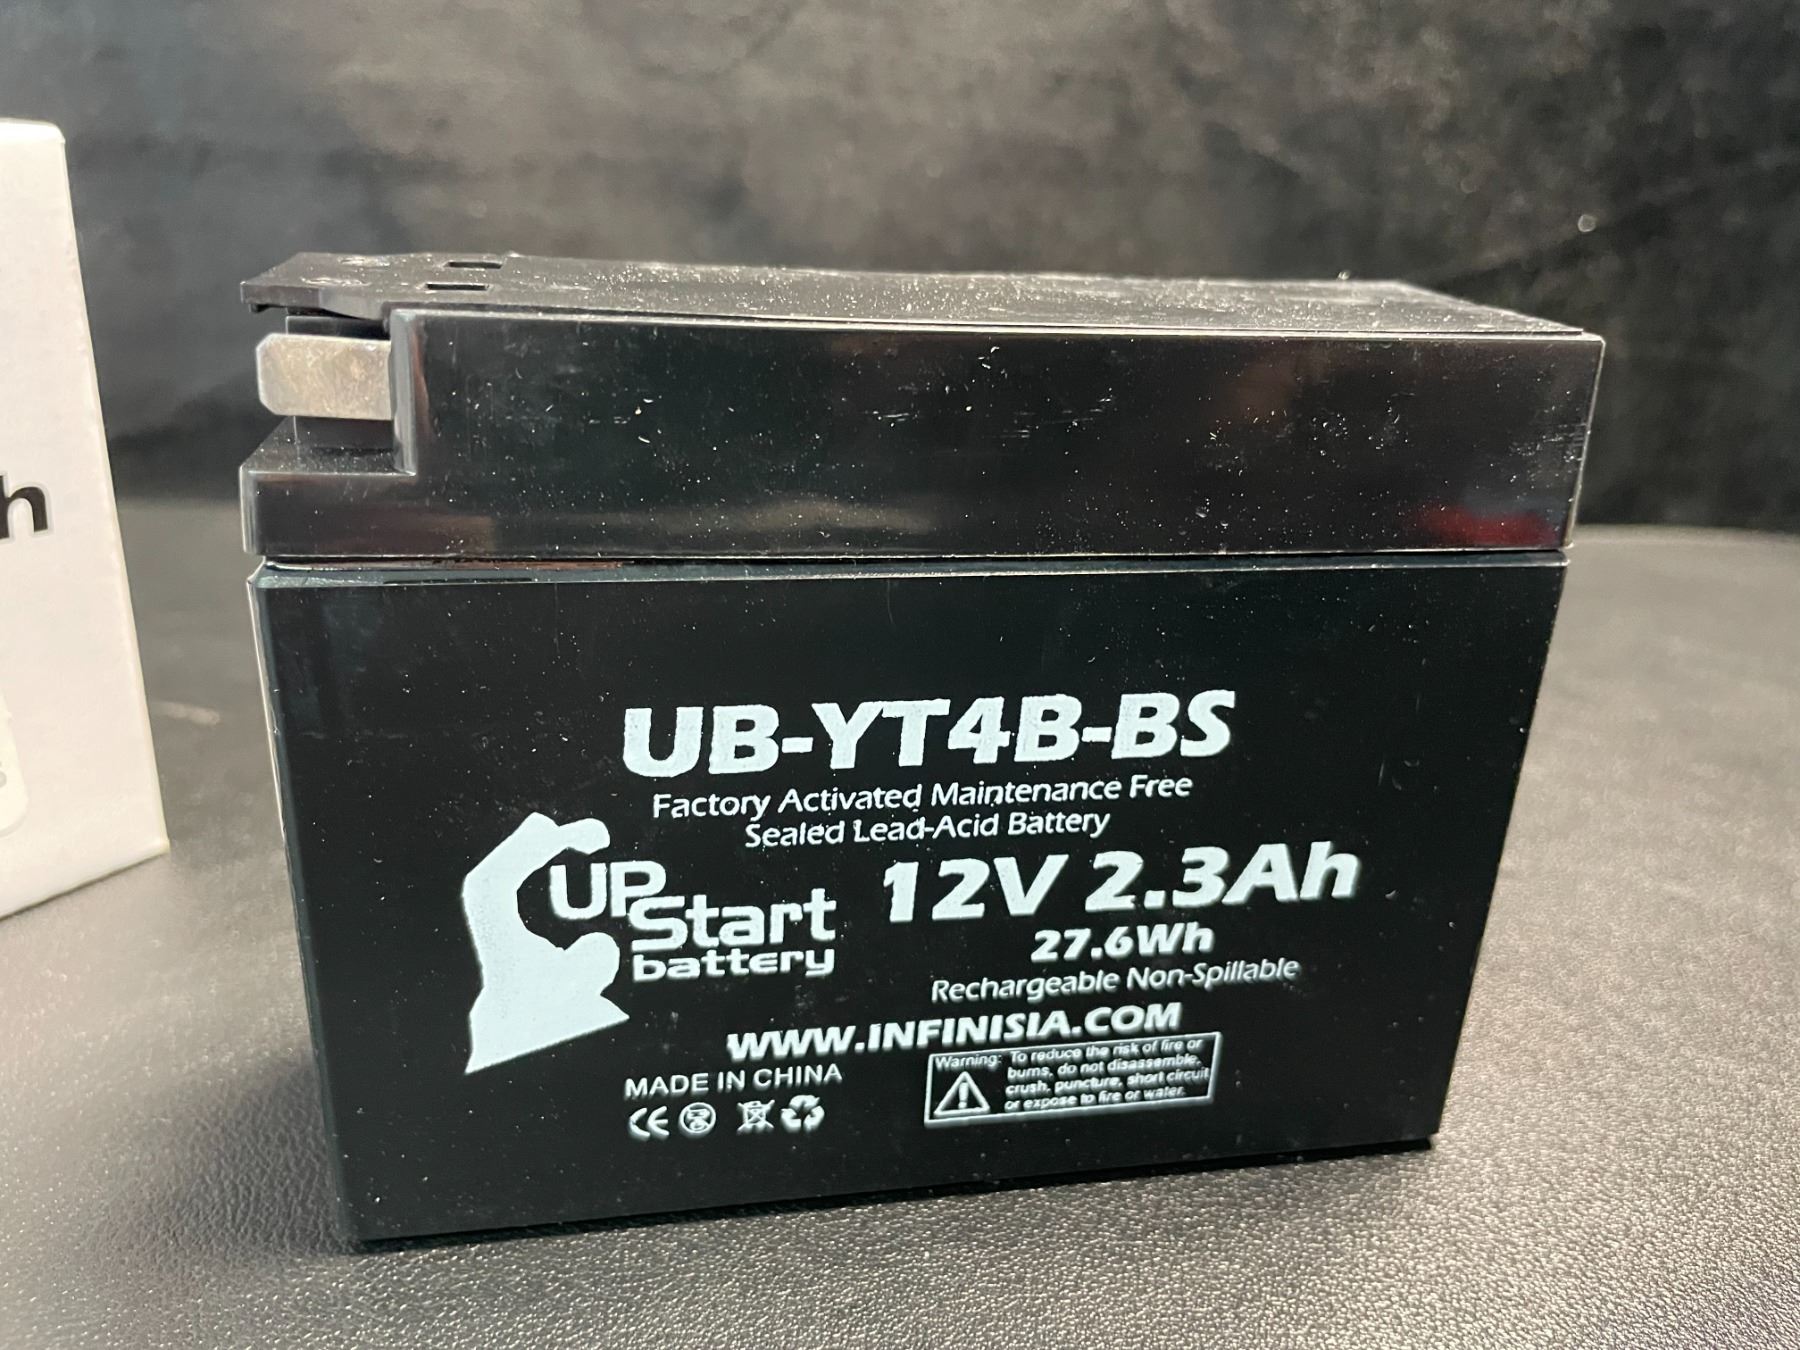 h
UB-YT4B-BS
Factory Activated Maintenance Free
Sealed Lead-Acid Battery
UPStart
battery
12V 2.3Ah
27.6Wh
Rechargeable Non-Spillable
WWW.INFINISIA.COM
MADE IN CHINA
CE
Warning: To reduce the risk of fire or
burns, do not disassemble,
crush, puncture, short circuit
or expose to fire or water.